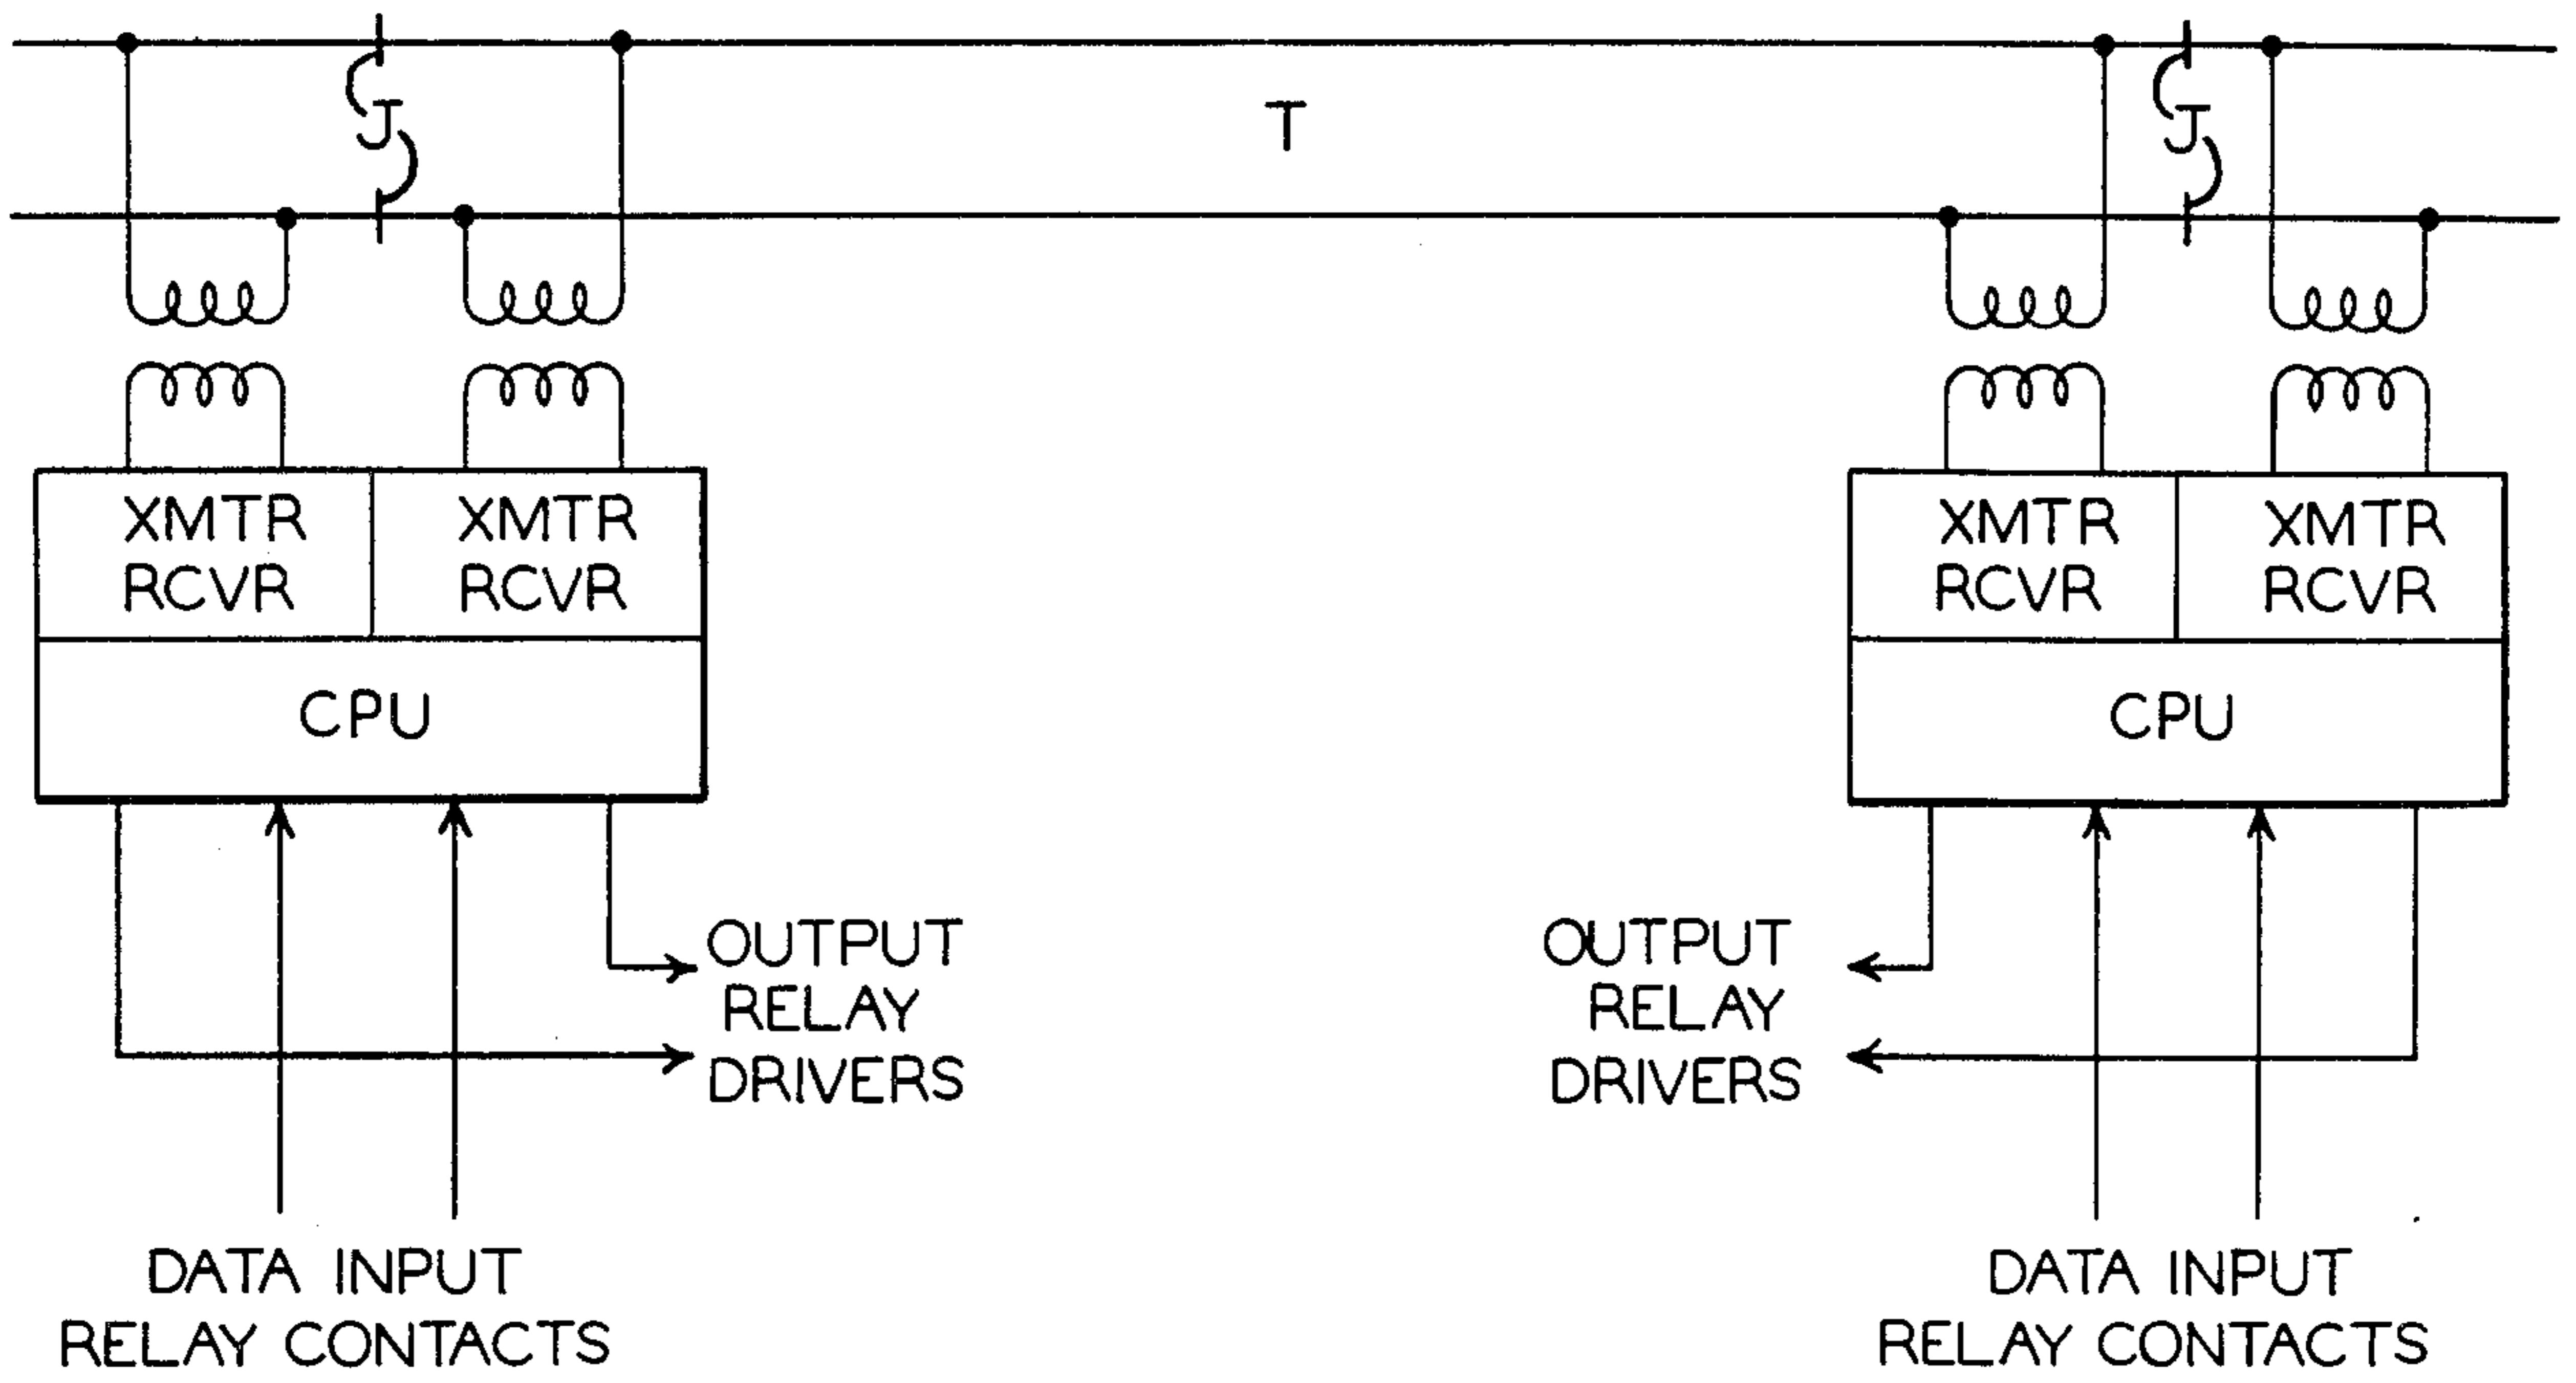 J
T
J
XMTR
RCVR
XMTR
RCVR
CPU
XMTR
RCVR
XMTR
RCVR
CPU
OUTPUT
RELAY
DRIVERS
OUTPUT
RELAY
DRIVERS
DATA INPUT
RELAY CONTACTS
DATA INPUT
RELAY CONTACTS